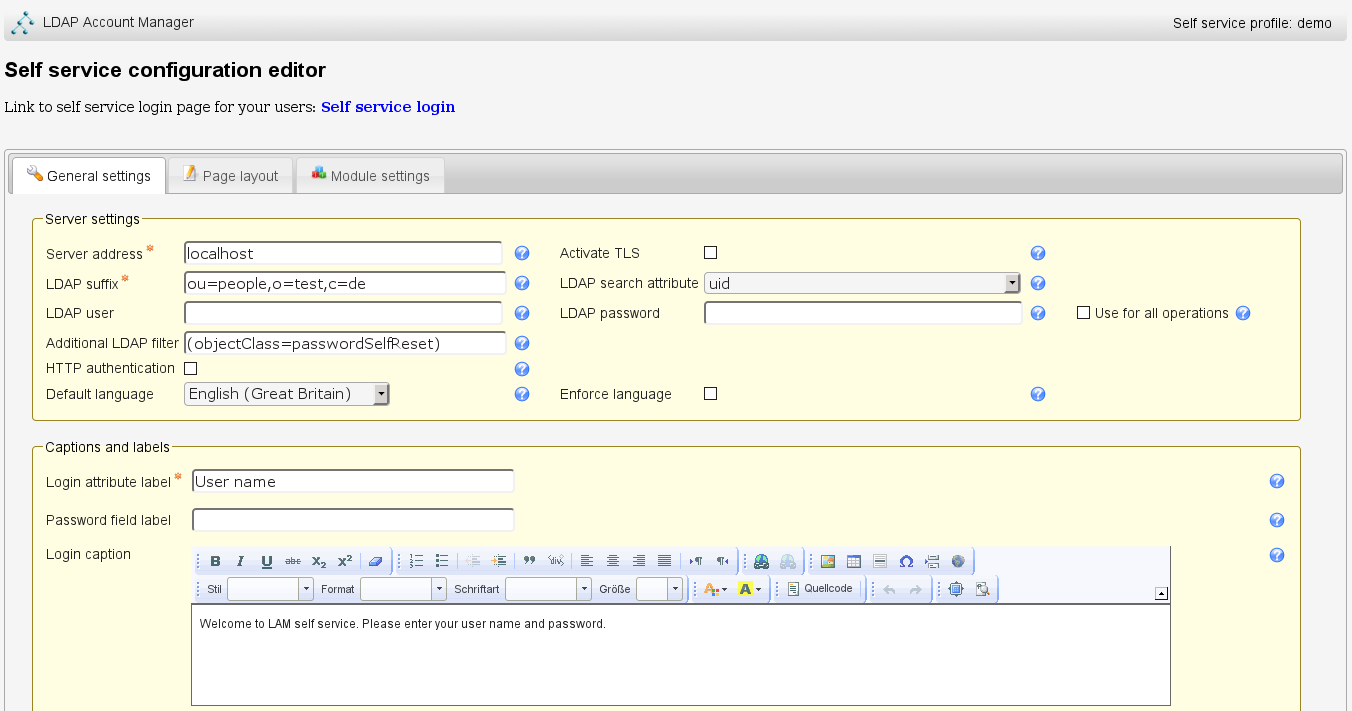 LDAP Account Manager
Self service profile: demo
Self service configuration editor
Link to self service login page for your users: Self service login
General settings
Page layout
Module settings
Server settings
Server address * localhost
Activate TLS
LDAP suffix * ou=people,o=test,c=de
LDAP search attribute uid
LDAP user
LDAP password
Use for all operations
Additional LDAP filter (objectClass=passwordSelfReset)
HTTP authentication
Default language English (Great Britain)
Enforce language
Captions and labels
Login attribute label * User name
Password field label
Login caption
B I U abc X₂ X²
Stil Format Schriftart Größe A A Quellcode
Welcome to LAM self service. Please enter your user name and password.